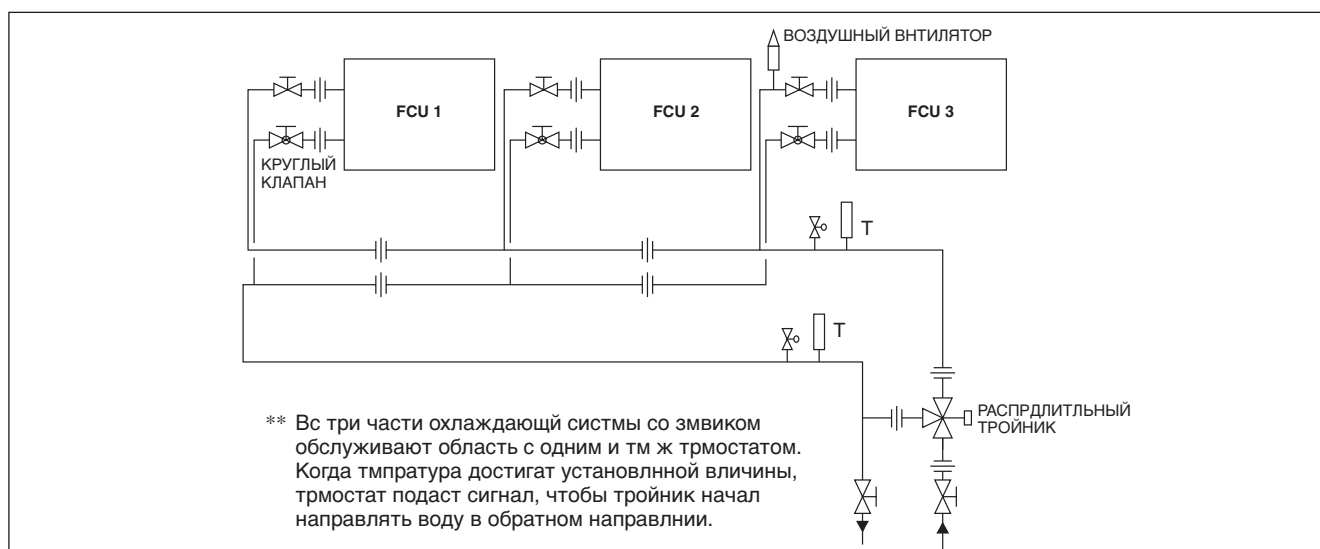 ВОЗДУШНЫЙ ВНТИЛЯТОР
FCU 1
FCU 2
FCU 3
КРУГЛЫЙ
КЛАПАН
T
T
РАСПРДЛИТЛЬНЫЙ
ТРОЙНИК
** Вс три части охлаждающй систмы со змвиком
обслуживают область с одним и тм ж трмостатом.
Когда тмпратура достигат установлнной вличины,
трмостат подаст сигнал, чтобы тройник начал
направлять воду в обратном направлнии.